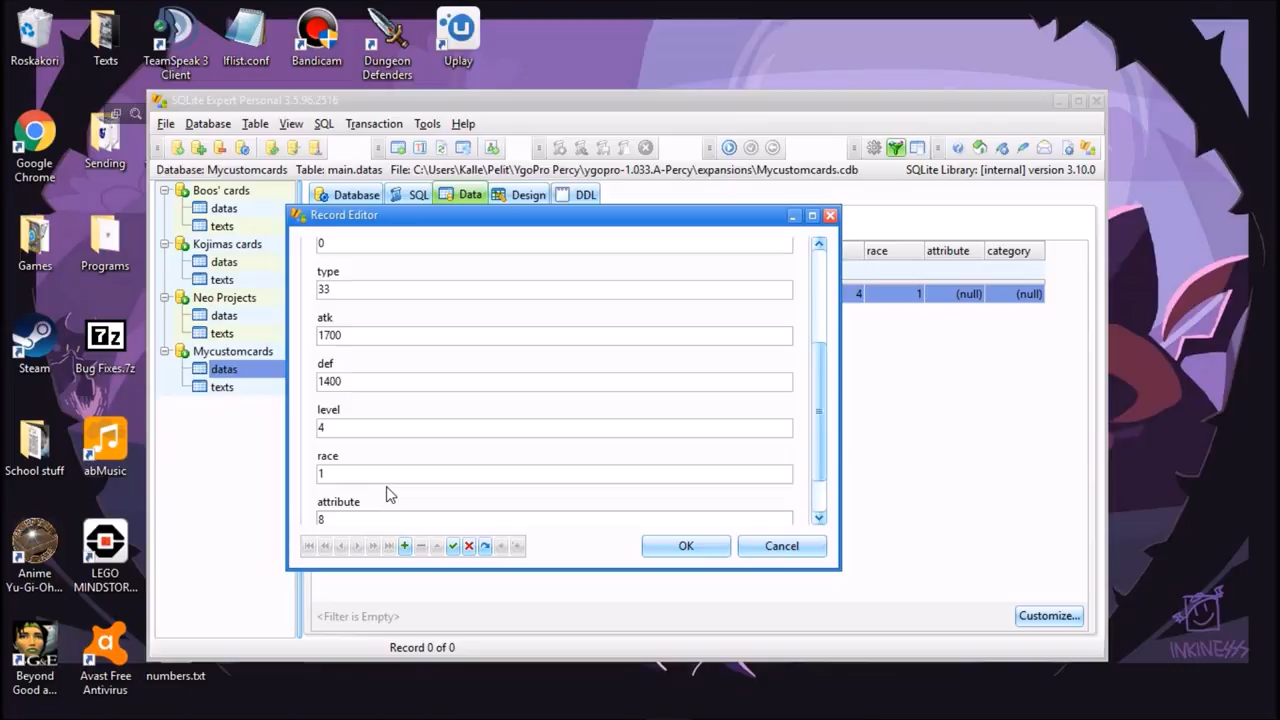 Roskakori
Texts
TeamSpeak 3
Client
lflist.conf
Bandicam
Dungeon
Defenders
Uplay
Google
Chrome
Sending
Games
Programs
Steam
Bug Fixes.7z
School stuff
abMusic
Anime
Yu-Gi-Oh...
LEGO
MINDSTOR...
Beyond
Good a...
Avast Free
Antivirus
numbers.txt
SQLite Expert Personal 3.5.96.2516
File Database Table View SQL Transaction Tools Help
Database: Mycustomcards Table: main.datas File: C:\Users\Kalle\Pelit\YgoPro Percy\ygopro-1.033.A-Percy\expansions\Mycustomcards.cdb SQLite Library: [internal] version 3.10.0
Boos' cards
datas
texts
Kojimas cards
datas
texts
Neo Projects
datas
texts
Mycustomcards
datas
texts
Database SQL Data Design DDL
race attribute category
4 1 (null) (null)
Record Editor
0
type
33
atk
1700
def
1400
level
4
race
1
attribute
8
OK Cancel
<Filter is Empty>
Customize...
Record 0 of 0
INKINESSS